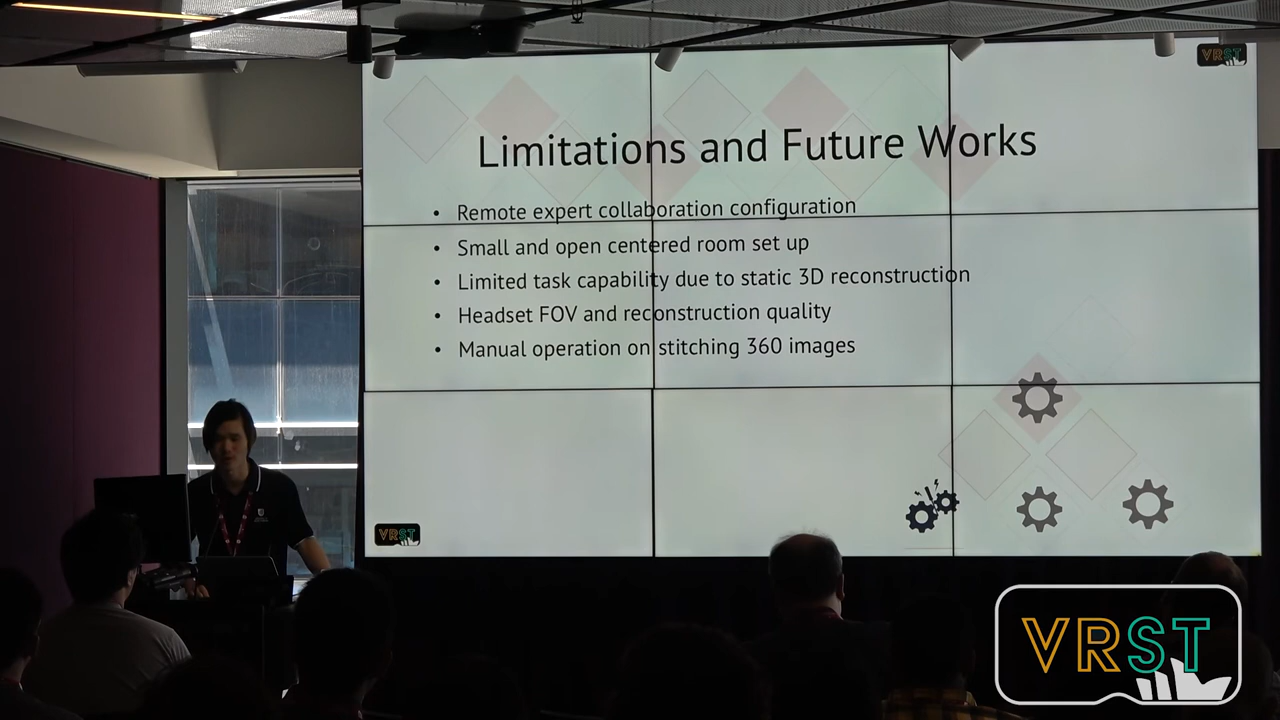 VRST
Limitations and Future Works
• Remote expert collaboration configuration
• Small and open centered room set up
• Limited task capability due to static 3D reconstruction
• Headset FOV and reconstruction quality
• Manual operation on stitching 360 images
VRST
VRST